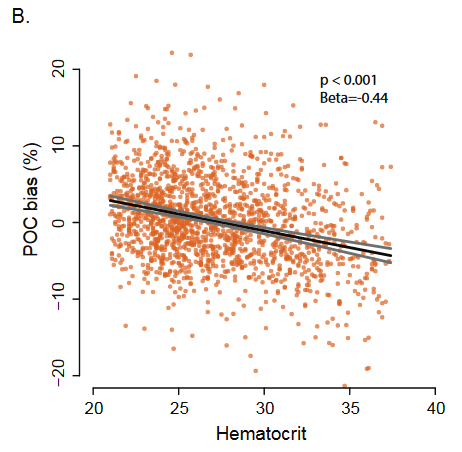 B.
p < 0.001
Beta=-0.44
POC bias (%)
20
10
0
−10
−20
20 25 30 35 40
Hematocrit